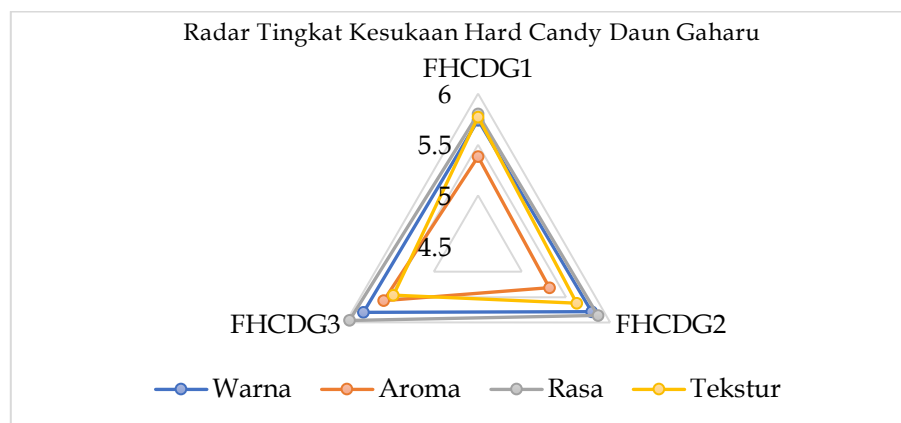 Radar Tingkat Kesukaan Hard Candy Daun Gaharu
FHCDG1
6
5.5
5
4.5
FHCDG3
FHCDG2
Warna Aroma Rasa Tekstur